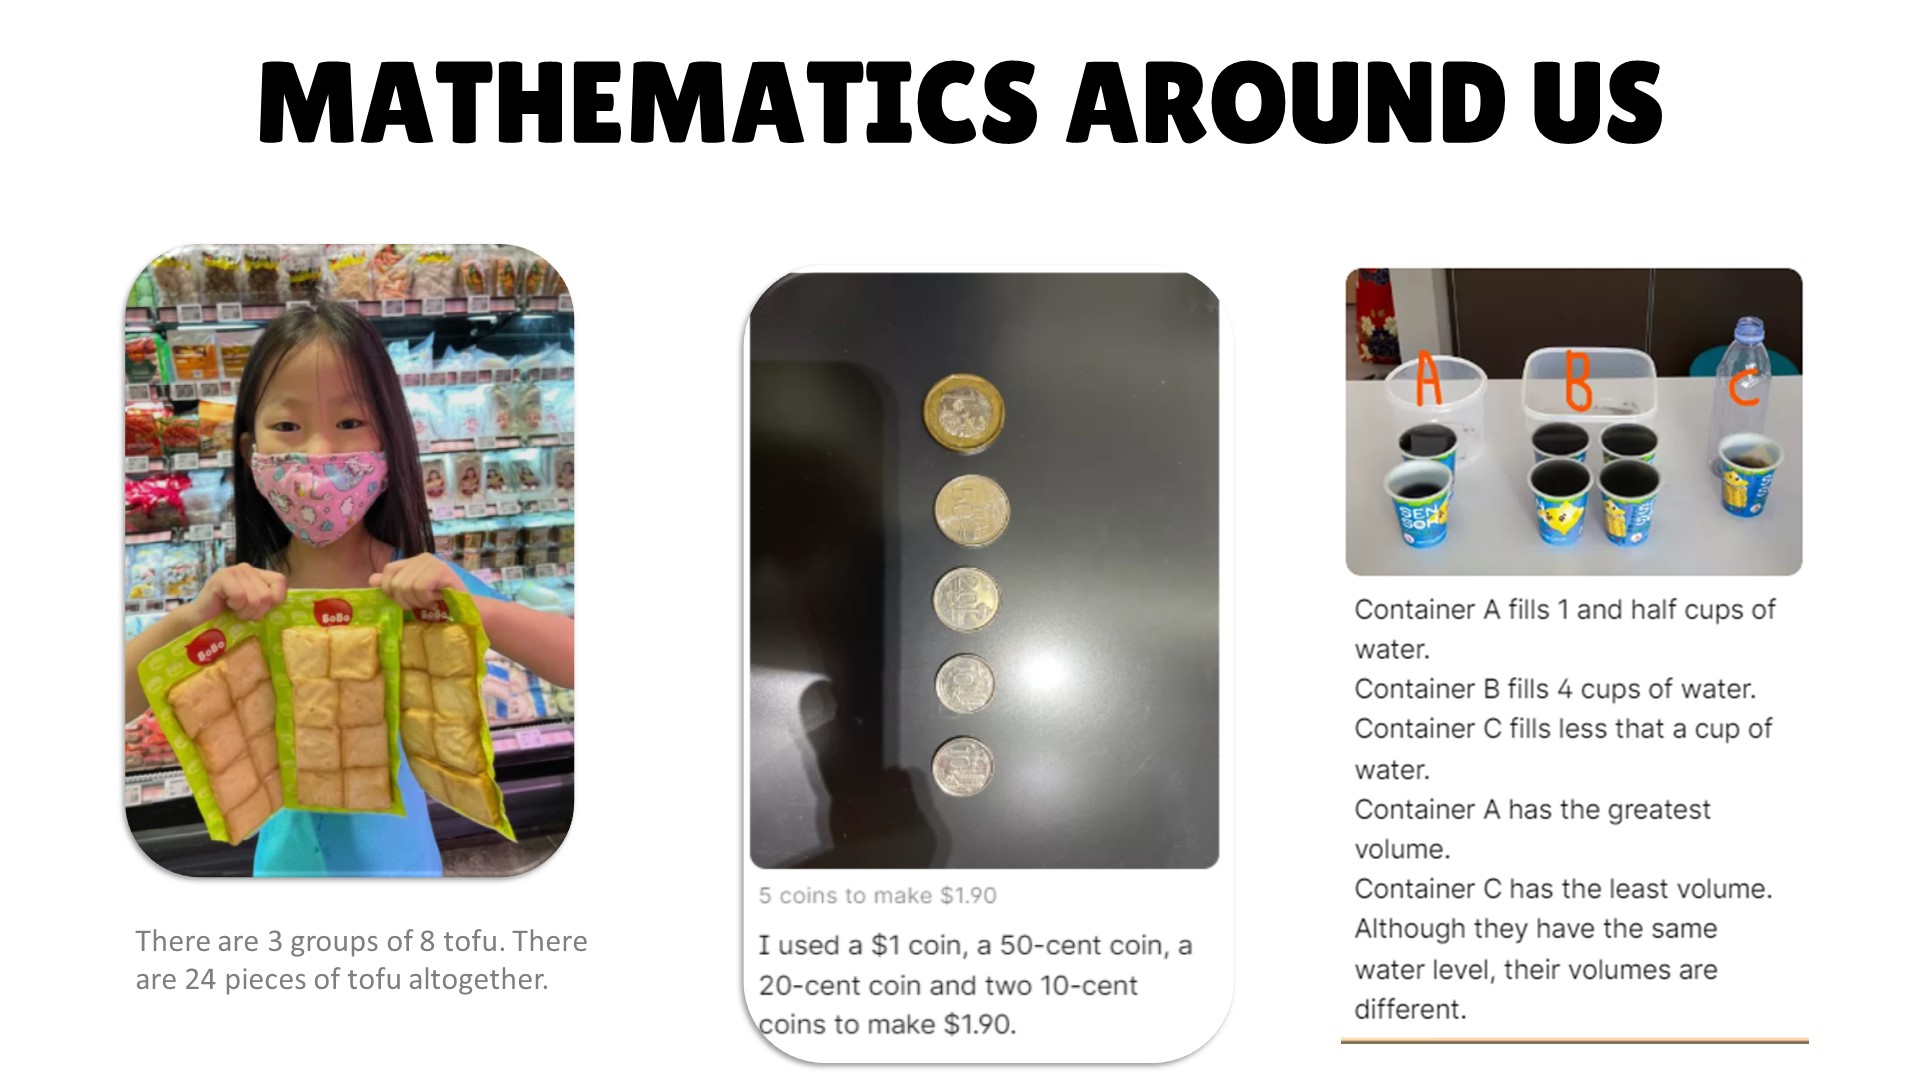 MATHEMATICS AROUND US
BoBo
BoBo
BoBo
There are 3 groups of 8 tofu. There
are 24 pieces of tofu altogether.
5 coins to make $1.90
I used a $1 coin, a 50-cent coin, a
20-cent coin and two 10-cent
coins to make $1.90.
A
B
C
Container A fills 1 and half cups of
water.
Container B fills 4 cups of water.
Container C fills less that a cup of
water.
Container A has the greatest
volume.
Container C has the least volume.
Although they have the same
water level, their volumes are
different.